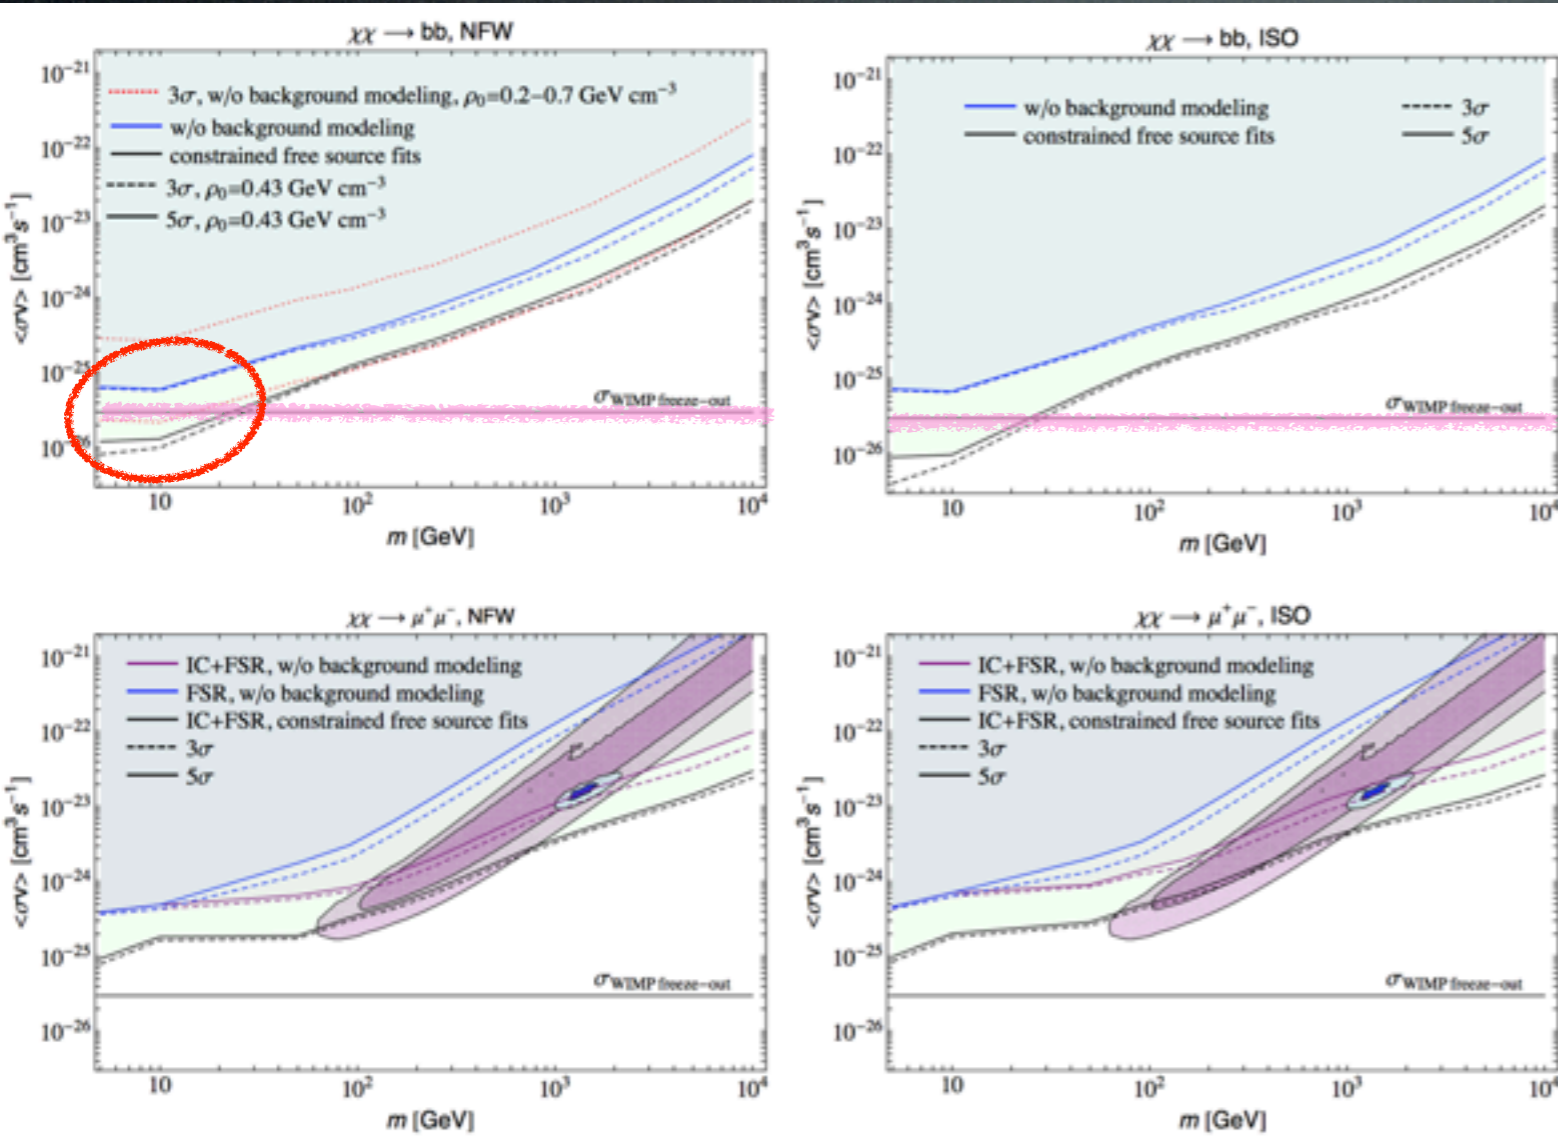 χχ → bb, NFW
10⁻²¹
10⁻²²
10⁻²³
10⁻²⁴
10⁻²⁵
10⁻²⁶
<σv> [cm³s⁻¹]
3σ, w/o background modeling, ρ₀=0.2–0.7 GeV cm⁻³
w/o background modeling
constrained free source fits
3σ, ρ₀=0.43 GeV cm⁻³
5σ, ρ₀=0.43 GeV cm⁻³
σWIMP freeze−out
10 10² 10³ 10⁴
m [GeV]
χχ → bb, ISO
10⁻²¹
10⁻²²
10⁻²³
10⁻²⁴
10⁻²⁵
10⁻²⁶
<σv> [cm³s⁻¹]
w/o background modeling
constrained free source fits
3σ
5σ
σWIMP freeze−out
10 10² 10³ 10⁴
m [GeV]
χχ → μ⁺μ⁻, NFW
10⁻²¹
10⁻²²
10⁻²³
10⁻²⁴
10⁻²⁵
10⁻²⁶
<σv> [cm³s⁻¹]
IC+FSR, w/o background modeling
FSR, w/o background modeling
IC+FSR, constrained free source fits
3σ
5σ
σWIMP freeze−out
10 10² 10³ 10⁴
m [GeV]
χχ → μ⁺μ⁻, ISO
10⁻²¹
10⁻²²
10⁻²³
10⁻²⁴
10⁻²⁵
10⁻²⁶
<σv> [cm³s⁻¹]
IC+FSR, w/o background modeling
FSR, w/o background modeling
IC+FSR, constrained free source fits
3σ
5σ
σWIMP freeze−out
10 10² 10³ 10⁴
m [GeV]